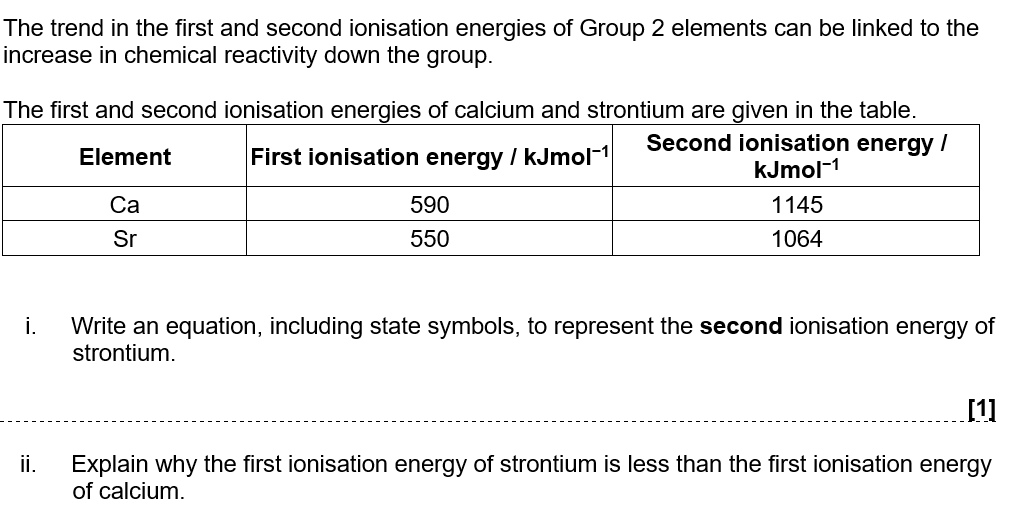 The trend in the first and second ionisation energies of Group 2 elements can be linked to the
increase in chemical reactivity down the group.
The first and second ionisation energies of calcium and strontium are given in the table.
Element First ionisation energy / kJmol⁻¹ Second ionisation energy /
kJmol⁻¹
Ca 590 1145
Sr 550 1064
i. Write an equation, including state symbols, to represent the second ionisation energy of
strontium.
[1]
ii. Explain why the first ionisation energy of strontium is less than the first ionisation energy
of calcium.